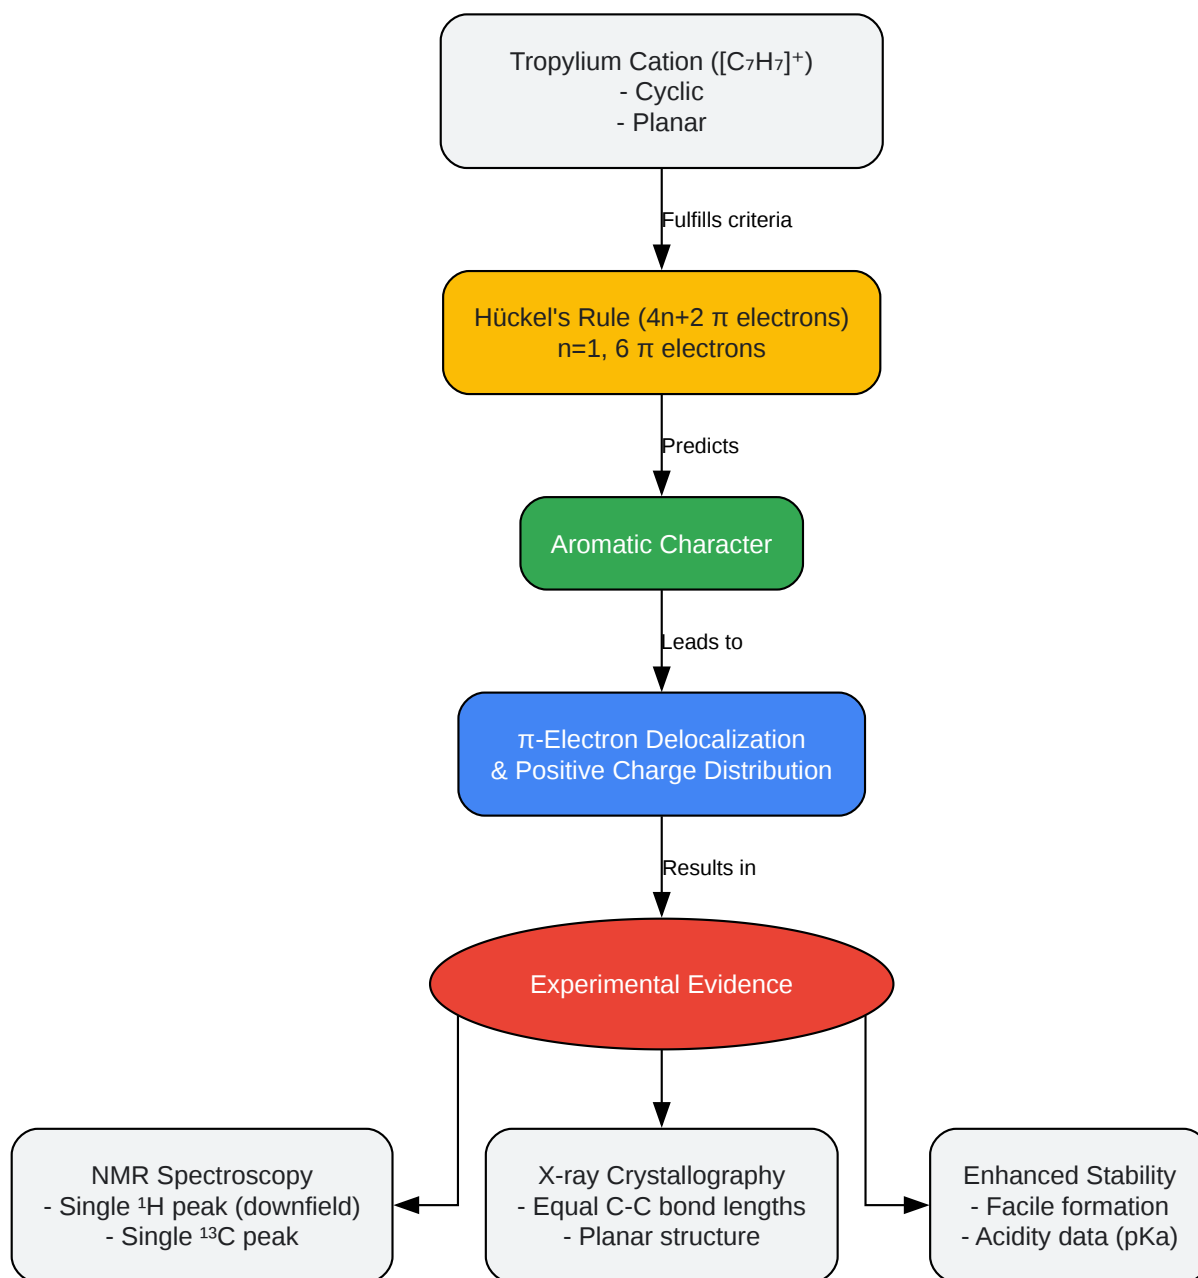 Tropylium Cation ([C₇H₇]⁺)
- Cyclic
- Planar
Fulfills criteria
Hückel's Rule (4n+2 π electrons)
n=1, 6 π electrons
Predicts
Aromatic Character
Leads to
π-Electron Delocalization
& Positive Charge Distribution
Results in
Experimental Evidence
NMR Spectroscopy
- Single ¹H peak (downfield)
- Single ¹³C peak
X-ray Crystallography
- Equal C-C bond lengths
- Planar structure
Enhanced Stability
- Facile formation
- Acidity data (pKa)